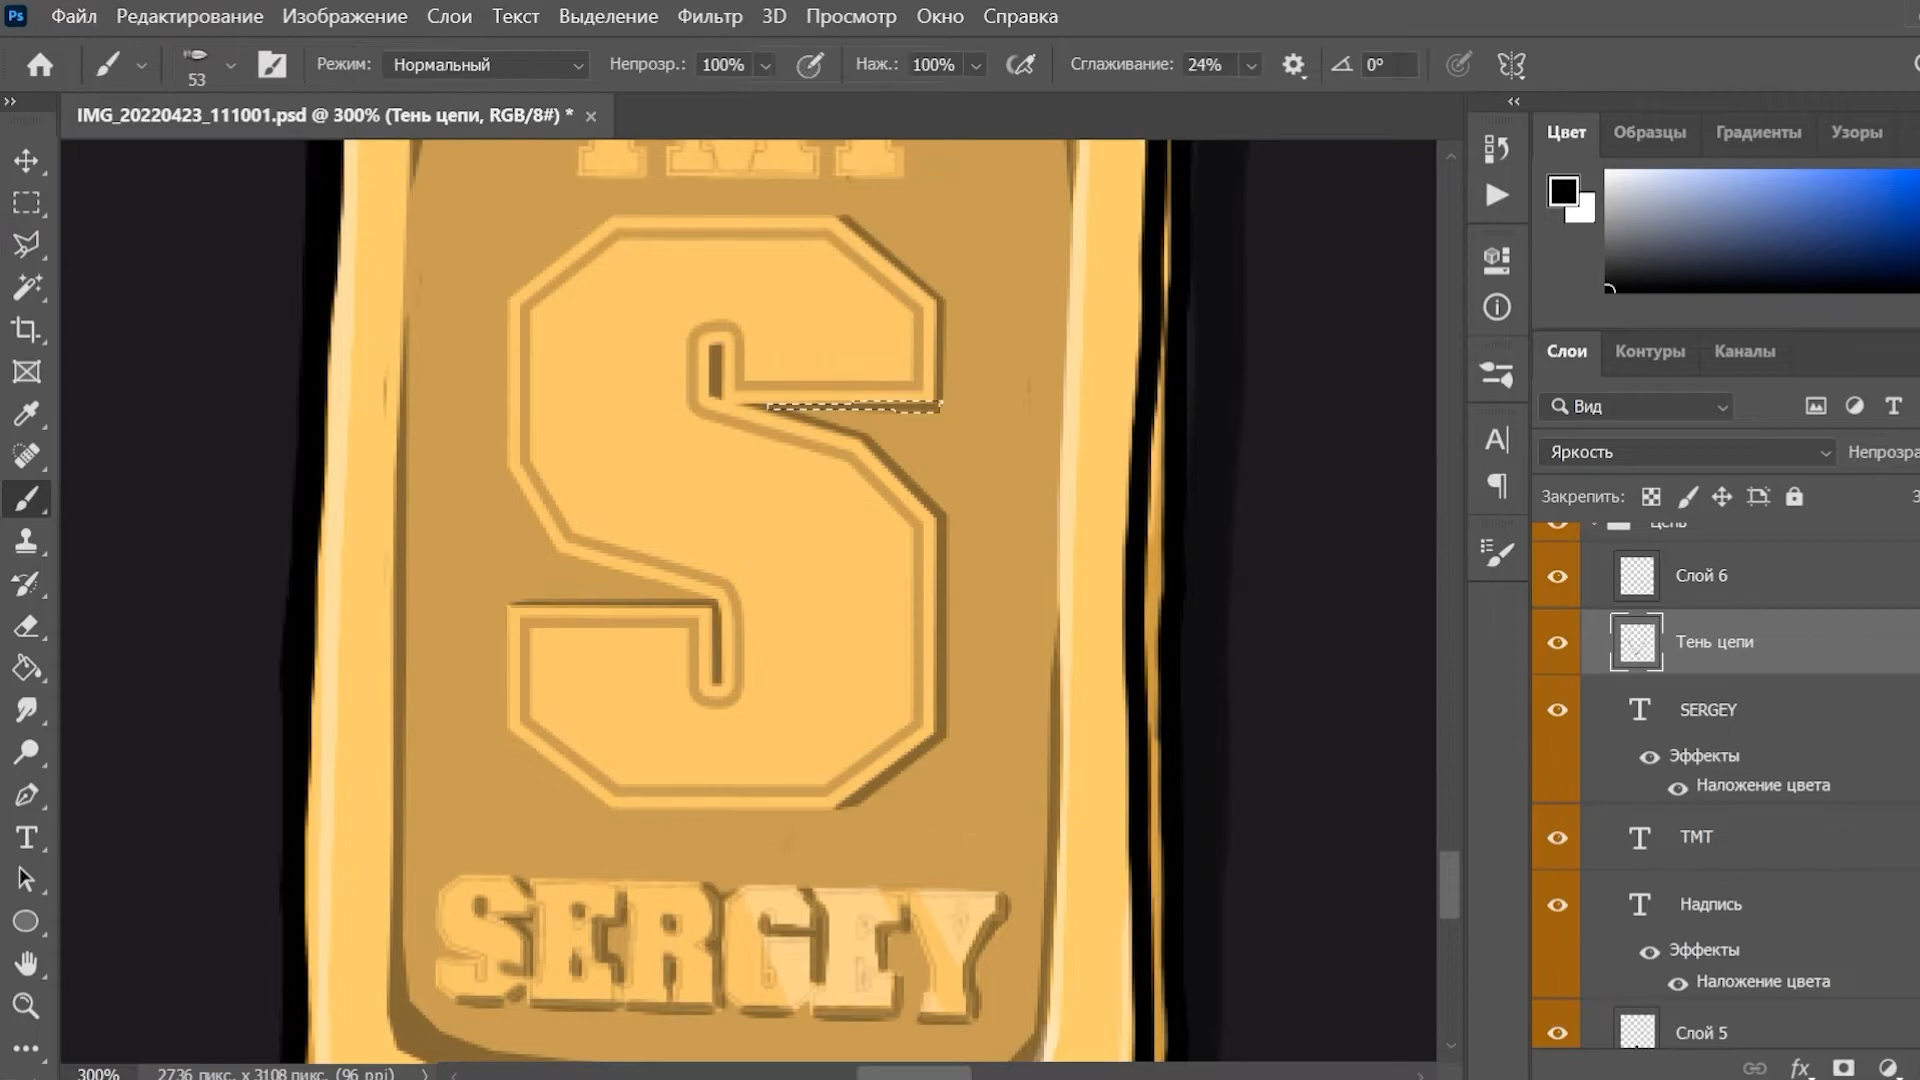 Ps Файл Редактирование Изображение Слои Текст Выделение Фильтр 3D Просмотр Окно Справка
53 Режим: Нормальный Непрозр.: 100% Наж.: 100% Сглаживание: 24% 0°
IMG_20220423_111001.psd @ 300% (Тень цепи, RGB/8#) * ×
Цвет Образцы Градиенты Узоры
TMT
S
SERGEY
Слои Контуры Каналы
Вид
Яркость Непрозра
Закрепить: З
Цепь
Слой 6
Тень цепи
SERGEY
Эффекты
Наложение цвета
TMT
Надпись
Эффекты
Наложение цвета
Слой 5
fx
300% 2736 пикс. x 3108 пикс. (96 ppi)